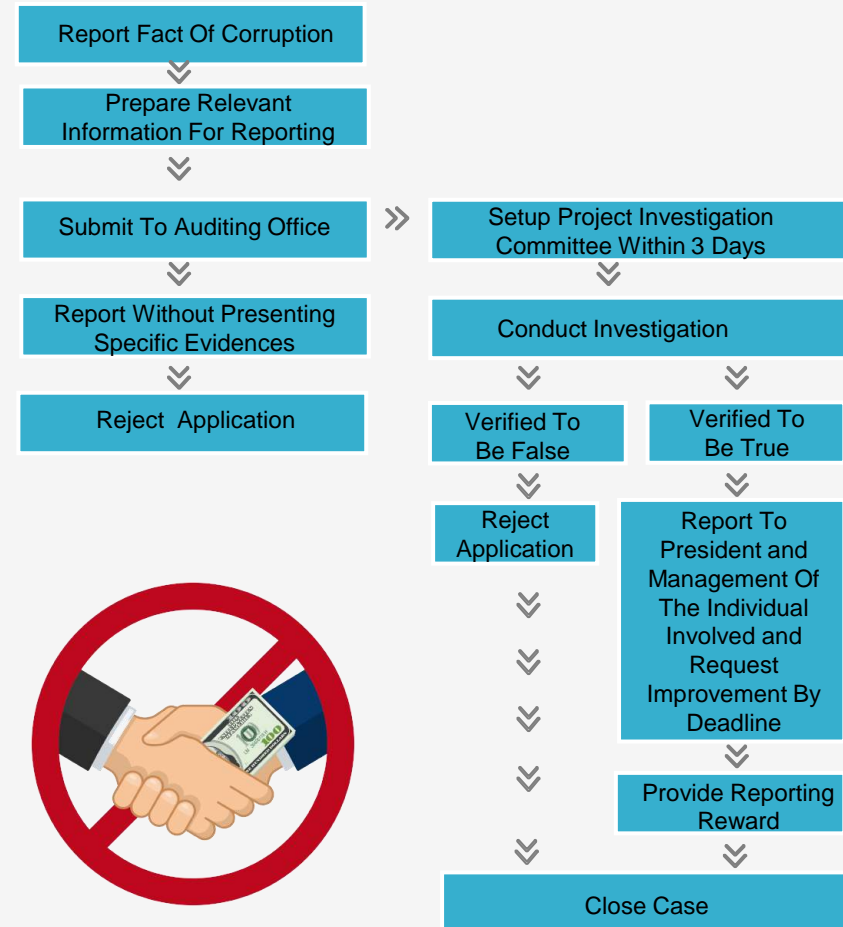 Report Fact Of Corruption
Prepare Relevant
Information For Reporting
Submit To Auditing Office
Report Without Presenting
Specific Evidences
Reject Application
Setup Project Investigation
Committee Within 3 Days
Conduct Investigation
Verified To
Be False
Reject
Application
Verified To
Be True
Report To
President and
Management Of
The Individual
Involved and
Request
Improvement By
Deadline
Provide Reporting
Reward
Close Case
100